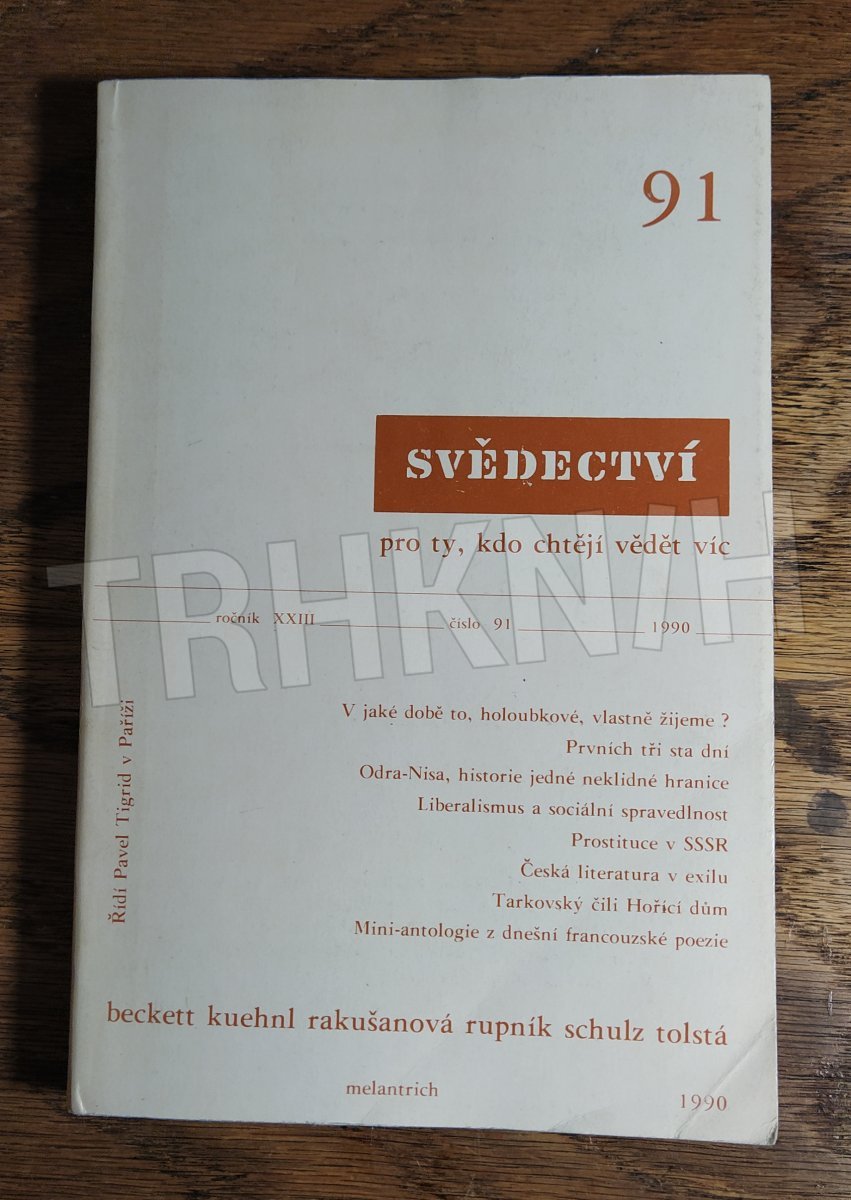 91
SVĚDECTVÍ
pro ty, kdo chtějí vědět víc
ročník XXIII číslo 91 1990
V jaké době to, holoubkové, vlastně žijeme ?
Prvních tři sta dní
Odra-Nisa, historie jedné neklidné hranice
Liberalismus a sociální spravedlnost
Prostituce v SSSR
Česká literatura v exilu
Tarkovský čili Hořící dům
Mini-antologie z dnešní francouzské poezie
Řídí Pavel Tigrid v Paříži
beckett kuehnl rakušanová rupník schulz tolstá
melantrich 1990
TRHKNIH